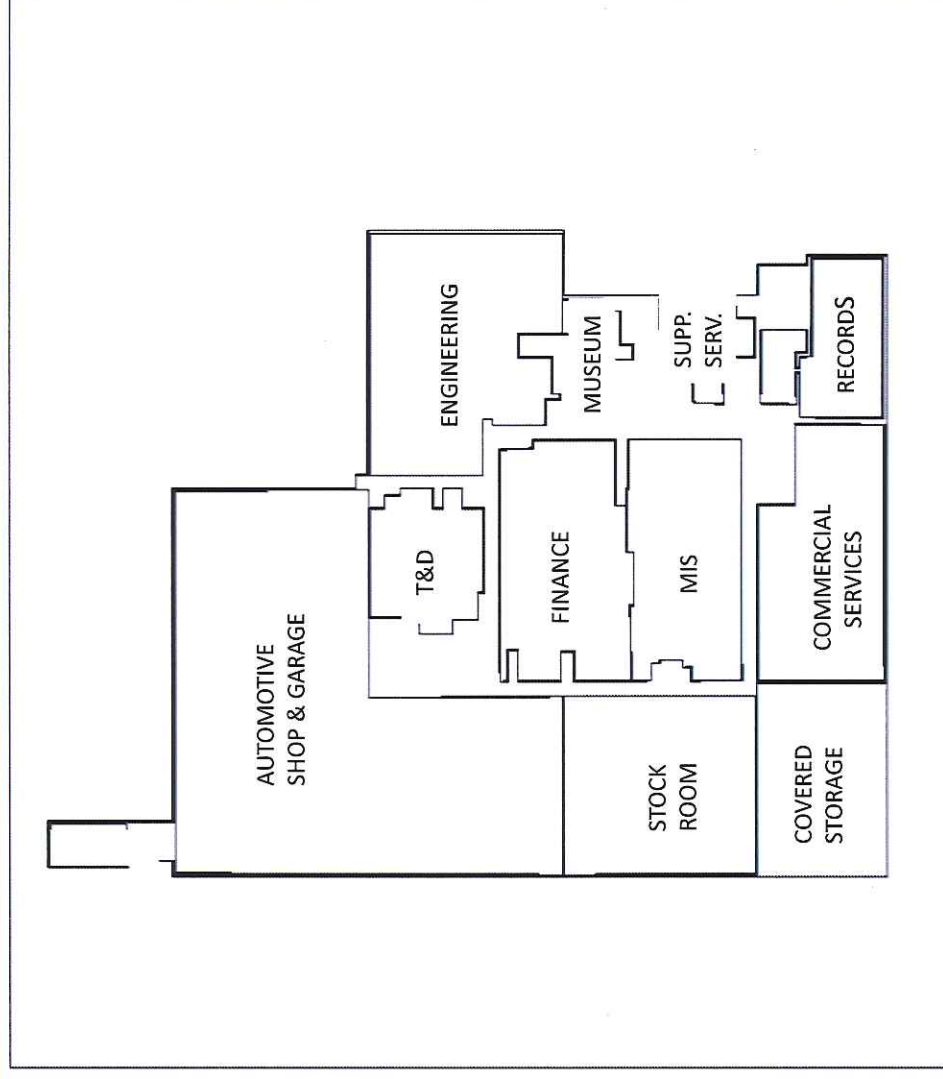 AUTOMOTIVE
SHOP & GARAGE
T&D
ENGINEERING
STOCK
ROOM
FINANCE
MUSEUM
MIS
SUPP.
SERV.
COVERED
STORAGE
COMMERCIAL
SERVICES
RECORDS